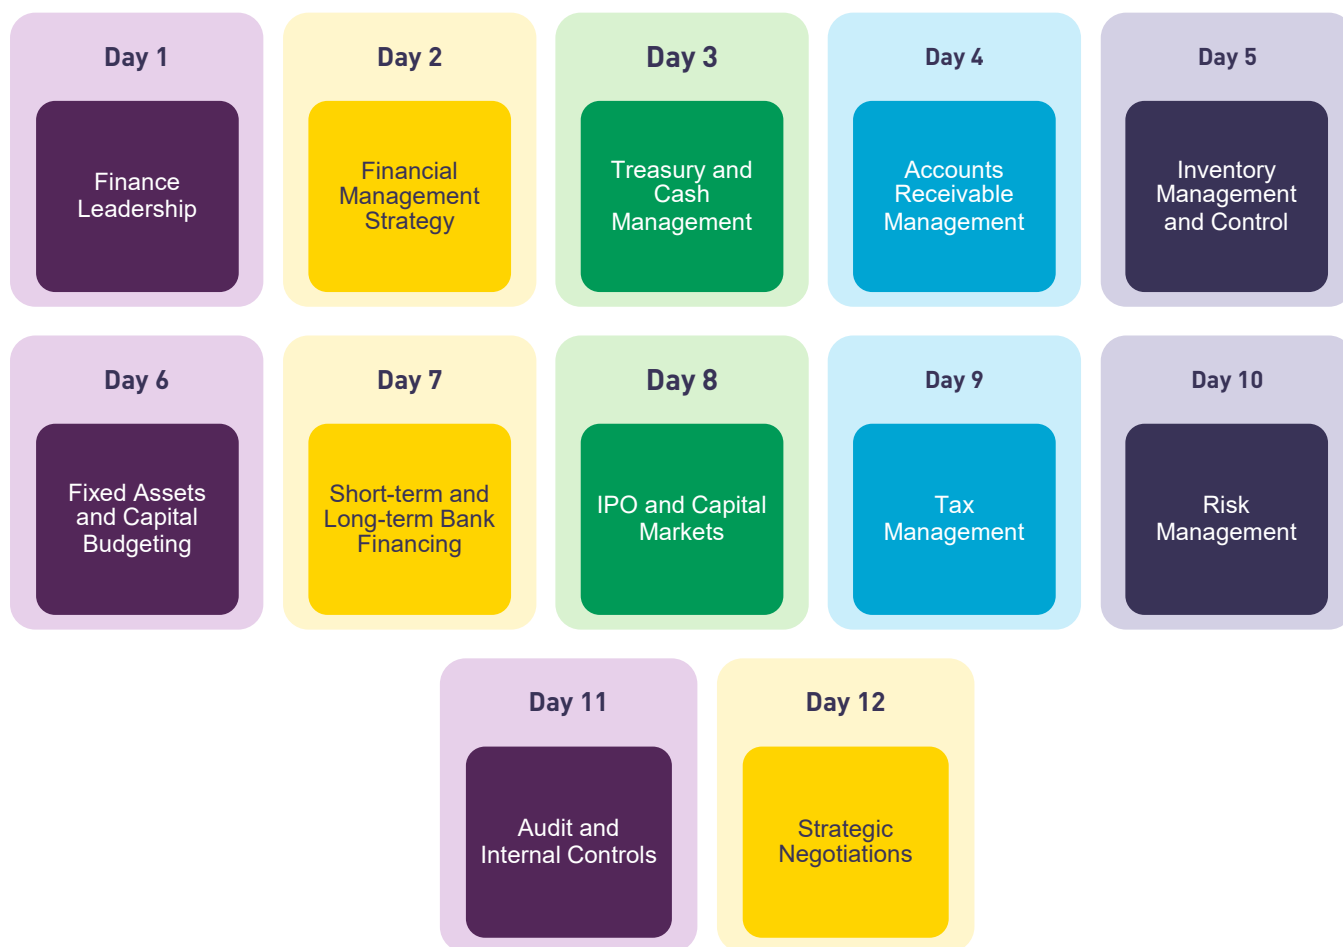 Day 1
Finance
Leadership
Day 2
Financial
Management
Strategy
Day 3
Treasury and
Cash
Management
Day 4
Accounts
Receivable
Management
Day 5
Inventory
Management
and Control
Day 6
Fixed Assets
and Capital
Budgeting
Day 7
Short-term and
Long-term Bank
Financing
Day 8
IPO and Capital
Markets
Day 9
Tax
Management
Day 10
Risk
Management
Day 11
Audit and
Internal Controls
Day 12
Strategic
Negotiations